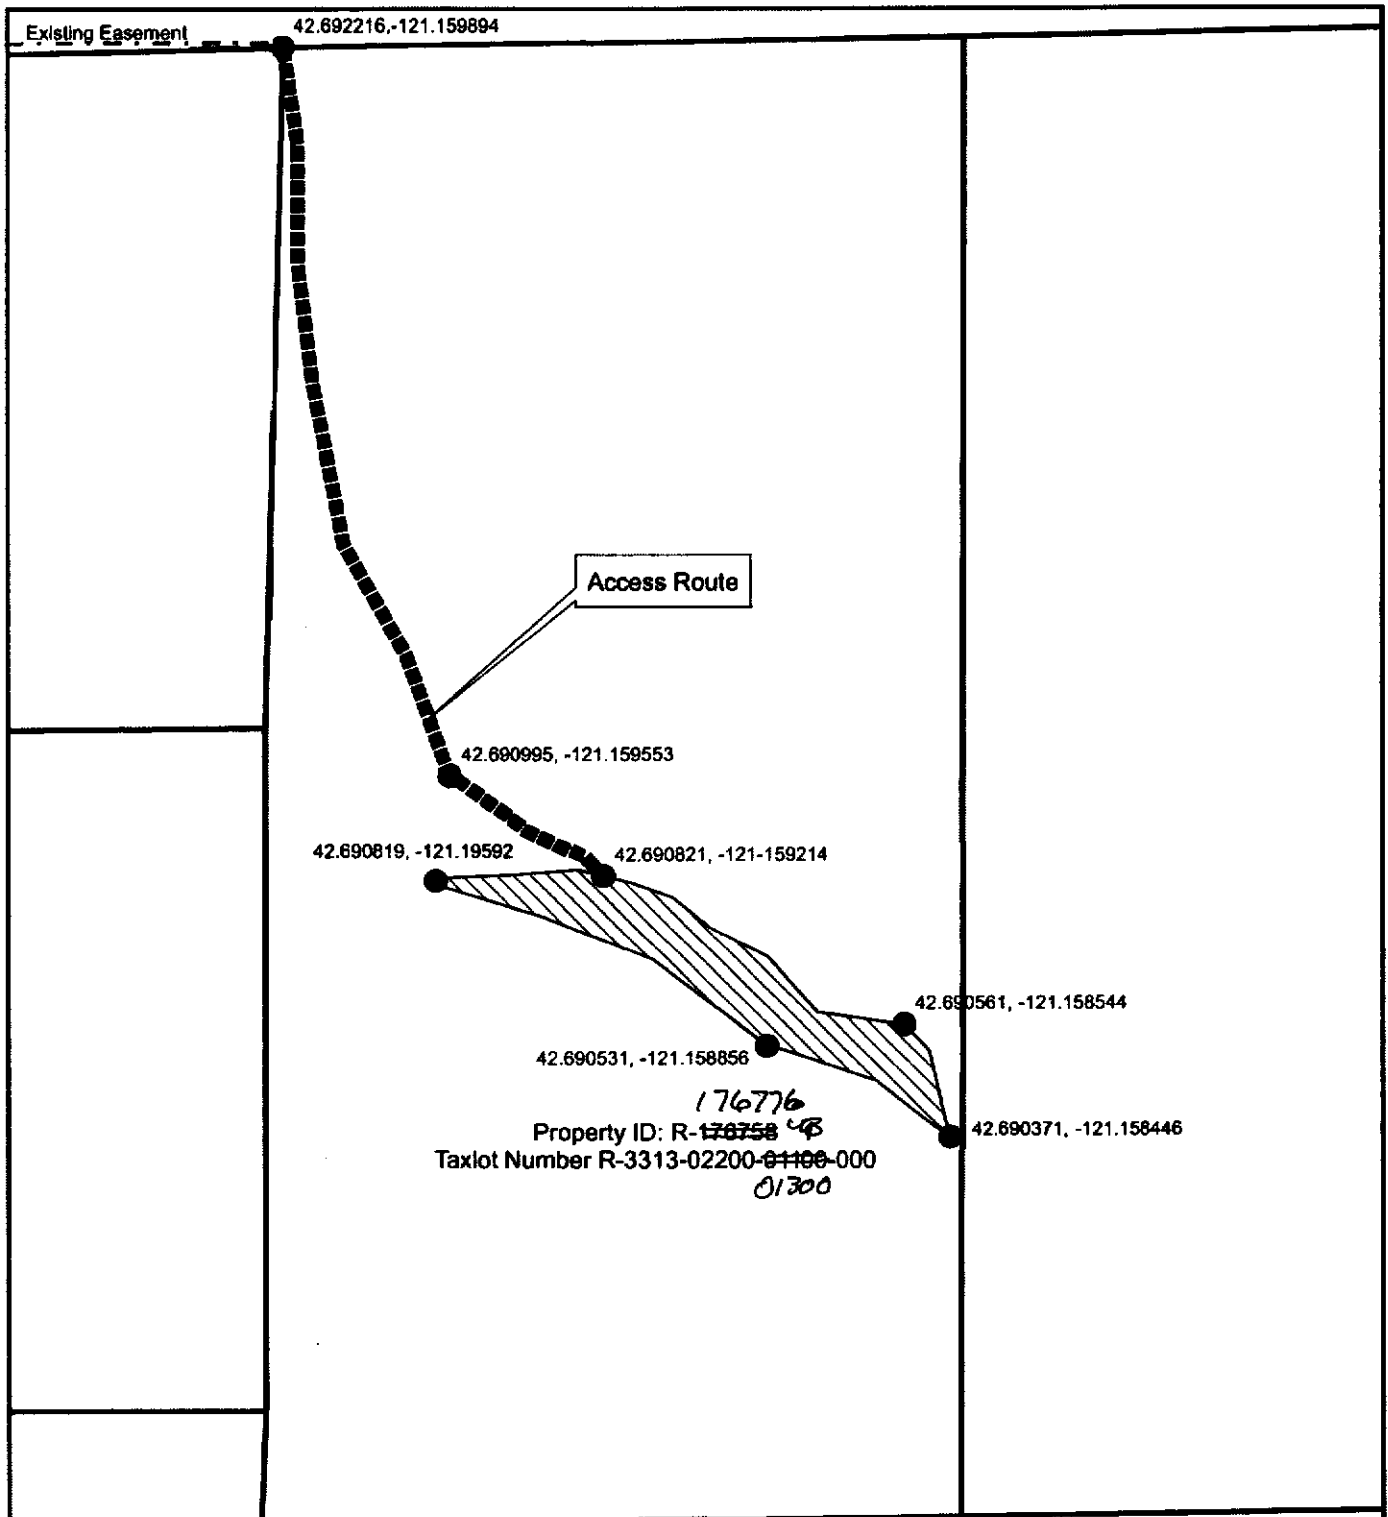 42.692216,-121.159894
Existing Easement
Access Route
42.690995, -121.159553
42.690819, -121.19592
42.690821, -121-159214
42.690561, -121.158544
42.690531, -121.158856
176776
Property ID: R-176758
42.690371, -121.158446
Taxlot Number R-3313-02200-01100-000
01300